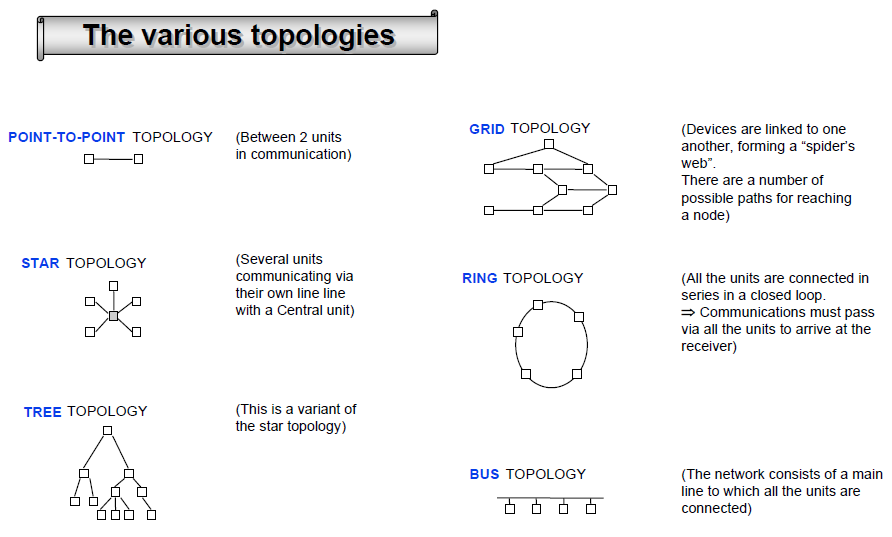 The various topologies
POINT-TO-POINT TOPOLOGY
(Between 2 units
in communication)
STAR TOPOLOGY
(Several units
communicating via
their own line line
with a Central unit)
TREE TOPOLOGY
(This is a variant of
the star topology)
GRID TOPOLOGY
(Devices are linked to one
another, forming a “spider’s
web”.
There are a number of
possible paths for reaching
a node)
RING TOPOLOGY
(All the units are connected in
series in a closed loop.
⇒ Communications must pass
via all the units to arrive at the
receiver)
BUS TOPOLOGY
(The network consists of a main
line to which all the units are
connected)